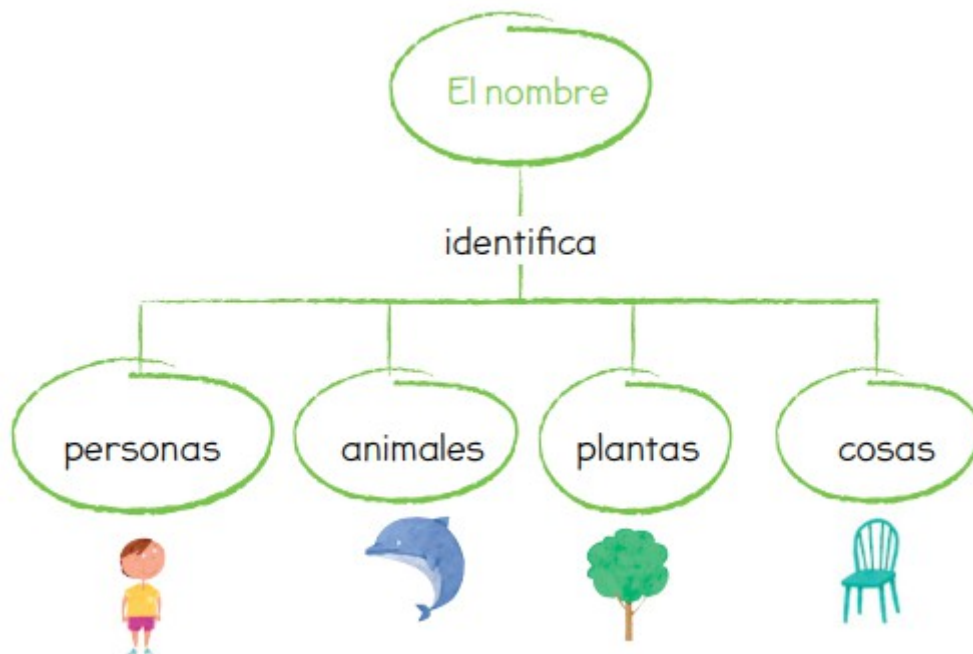 El nombre
identifica
personas
animales
plantas
cosas